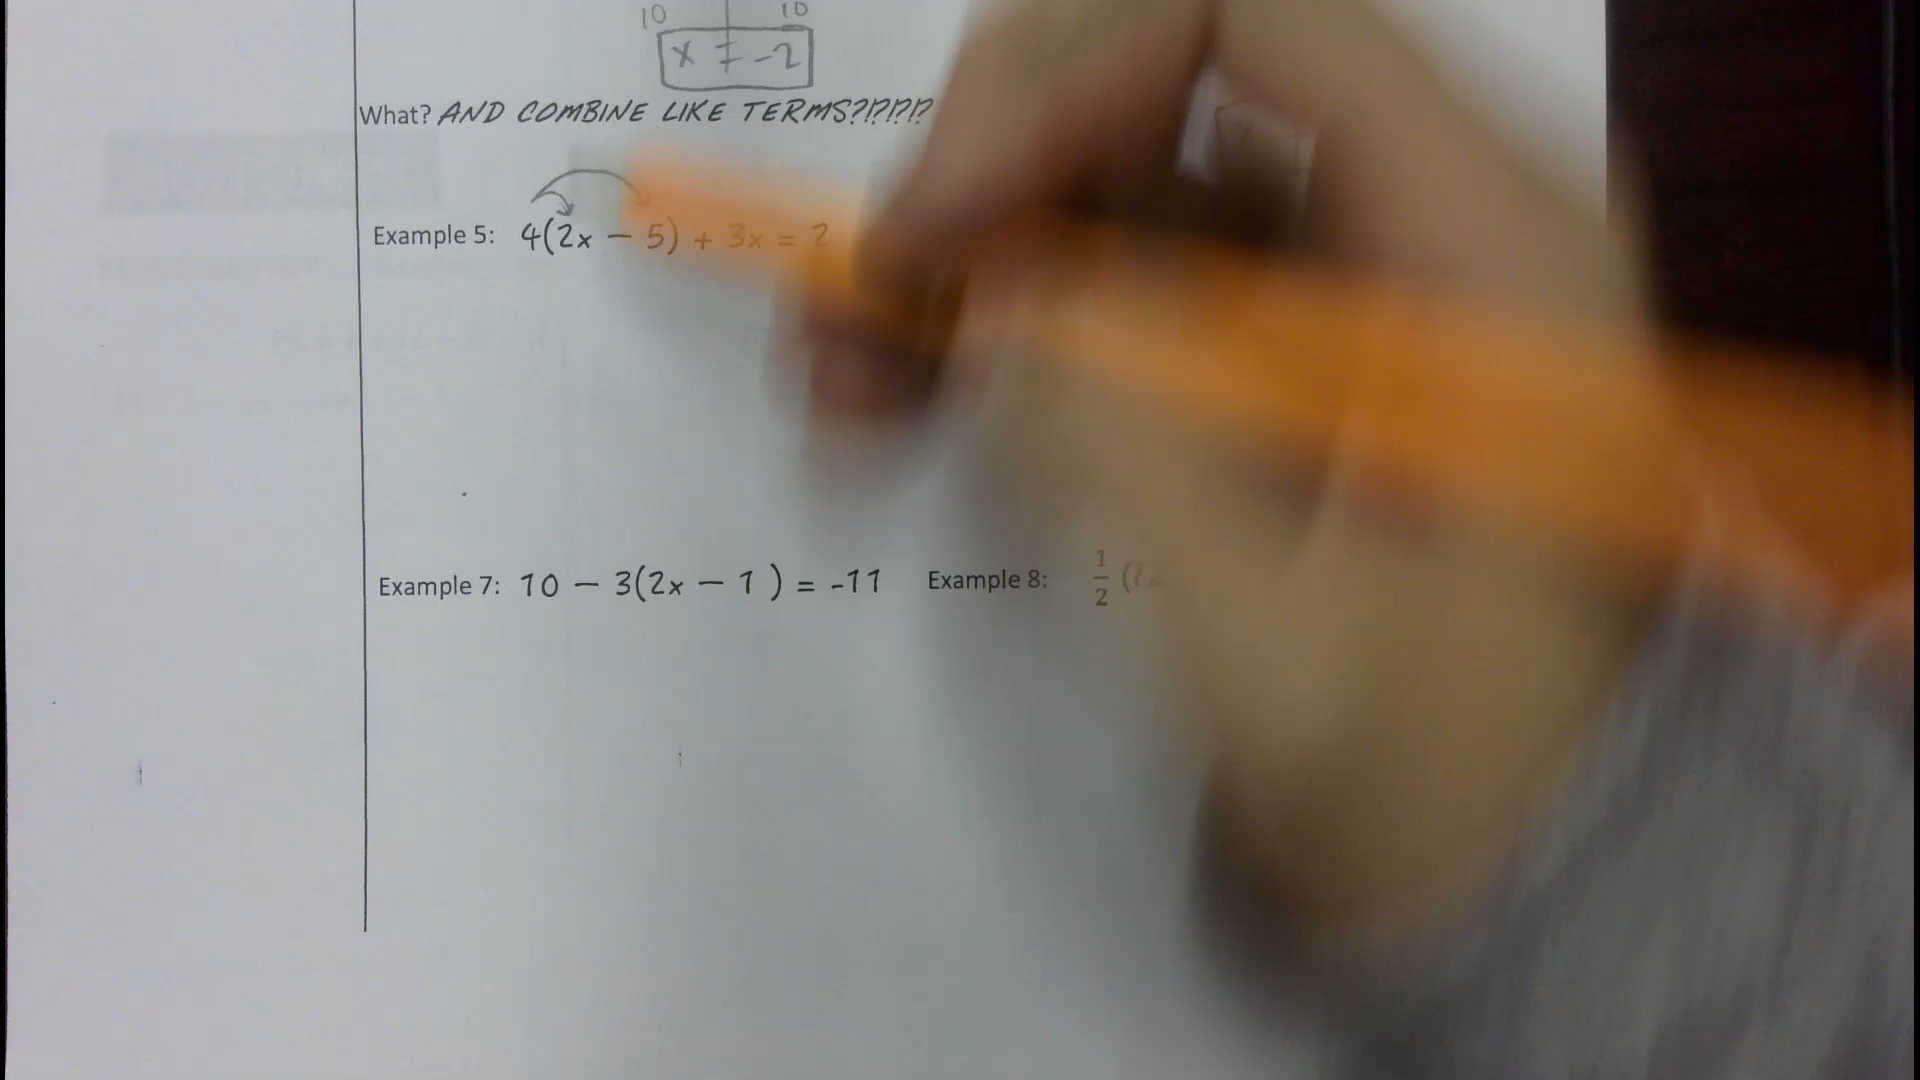 10 10
x = -2
What? AND COMBINE LIKE TERMS?!?!?!?
Example 5: 4(2x − 5) + 3x = 2
Example 7: 10 − 3(2x − 1 ) = -11 Example 8: 1/2 (12